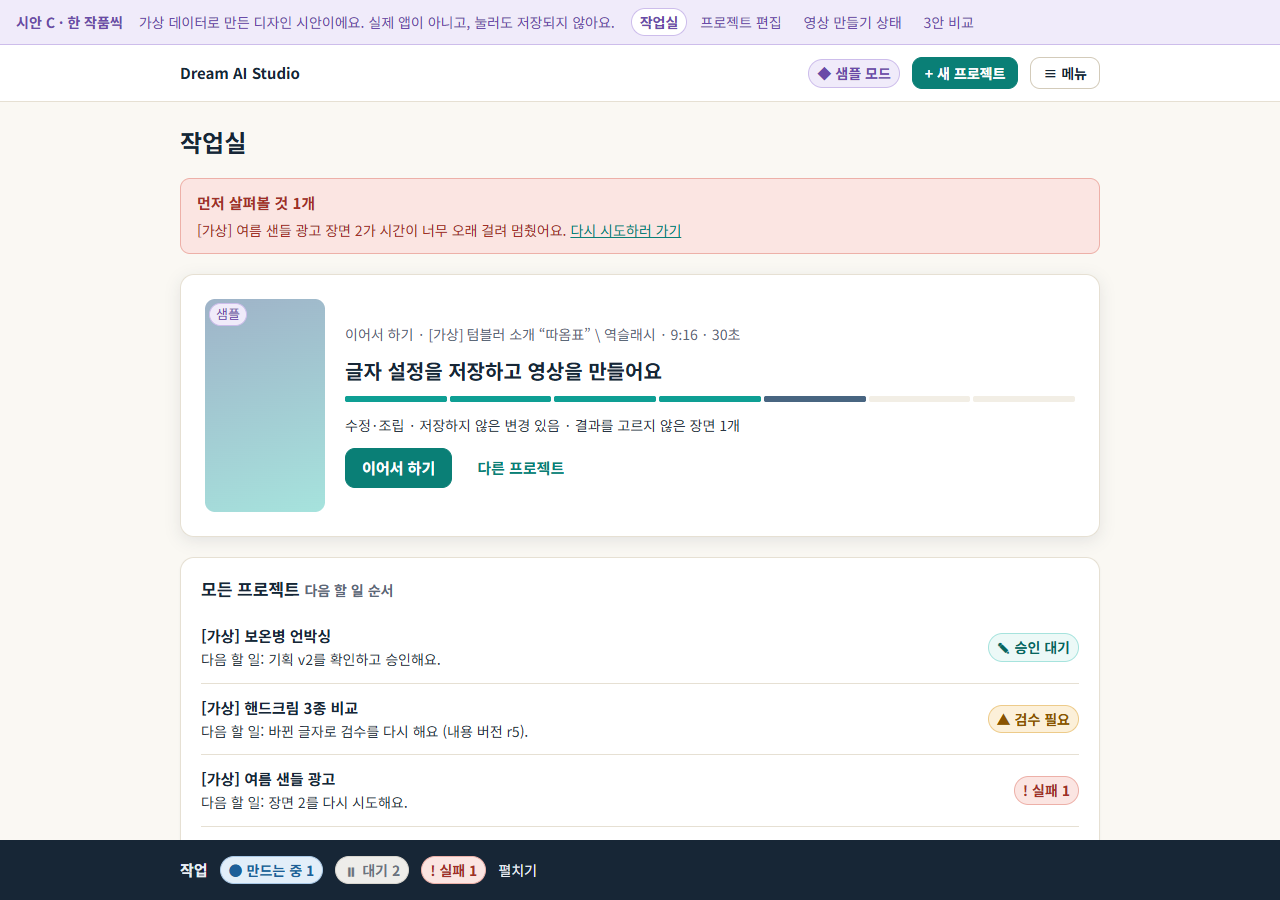 시안 C · 한 작품씩 가상 데이터로 만든 디자인 시안이에요. 실제 앱이 아니고, 눌러도 저장되지 않아요. 작업실 프로젝트 편집 영상 만들기 상태 3안 비교
Dream AI Studio ◆ 샘플 모드 + 새 프로젝트 ≡ 메뉴
작업실
먼저 살펴볼 것 1개
[가상] 여름 샌들 광고 장면 2가 시간이 너무 오래 걸려 멈췄어요. 다시 시도하러 가기
샘플
이어서 하기 · [가상] 텀블러 소개 “따옴표” \ 역슬래시 · 9:16 · 30초
글자 설정을 저장하고 영상을 만들어요
수정·조립 · 저장하지 않은 변경 있음 · 결과를 고르지 않은 장면 1개
이어서 하기 다른 프로젝트
모든 프로젝트 다음 할 일 순서
[가상] 보온병 언박싱
다음 할 일: 기획 v2를 확인하고 승인해요.
✎ 승인 대기
[가상] 핸드크림 3종 비교
다음 할 일: 바뀐 글자로 검수를 다시 해요 (내용 버전 r5).
▲ 검수 필요
[가상] 여름 샌들 광고
다음 할 일: 장면 2를 다시 시도해요.
! 실패 1
작업 ● 만드는 중 1 ⏸ 대기 2 ! 실패 1 펼치기